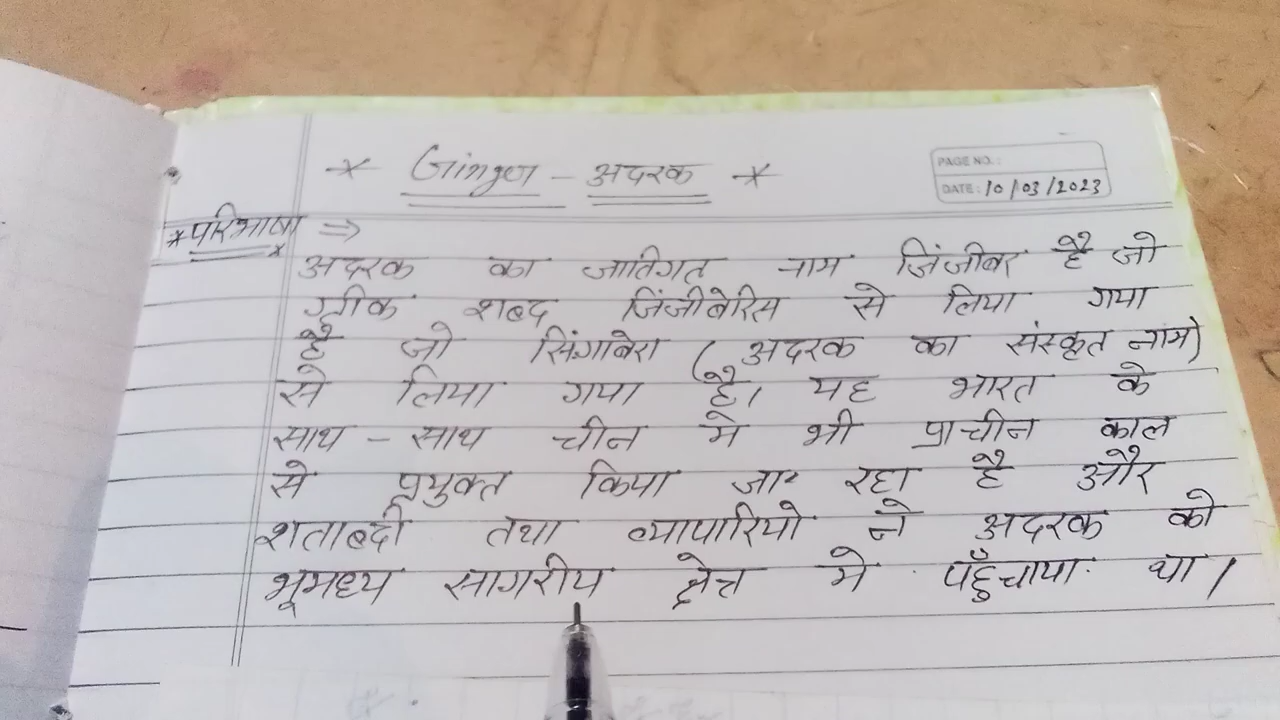 * Ginger - अदरक *
PAGE NO.:
DATE: 10/03/2023
* परिभाषा ⇒
अदरक का जातिगत नाम जिंजीबर है जो
ग्रीक शब्द जिंजीबेरिस से लिया गया
है जो सिंगाबेरा (अदरक का संस्कृत नाम)
से लिया गया है। यह भारत के
साथ - साथ चीन मे भी प्राचीन काल
से प्रयुक्त किया जा रहा है और
शताब्दी तथा व्यापारियो ने अदरक को
भूमध्य सागरीय क्षेत्र मे पहुँचाया था।